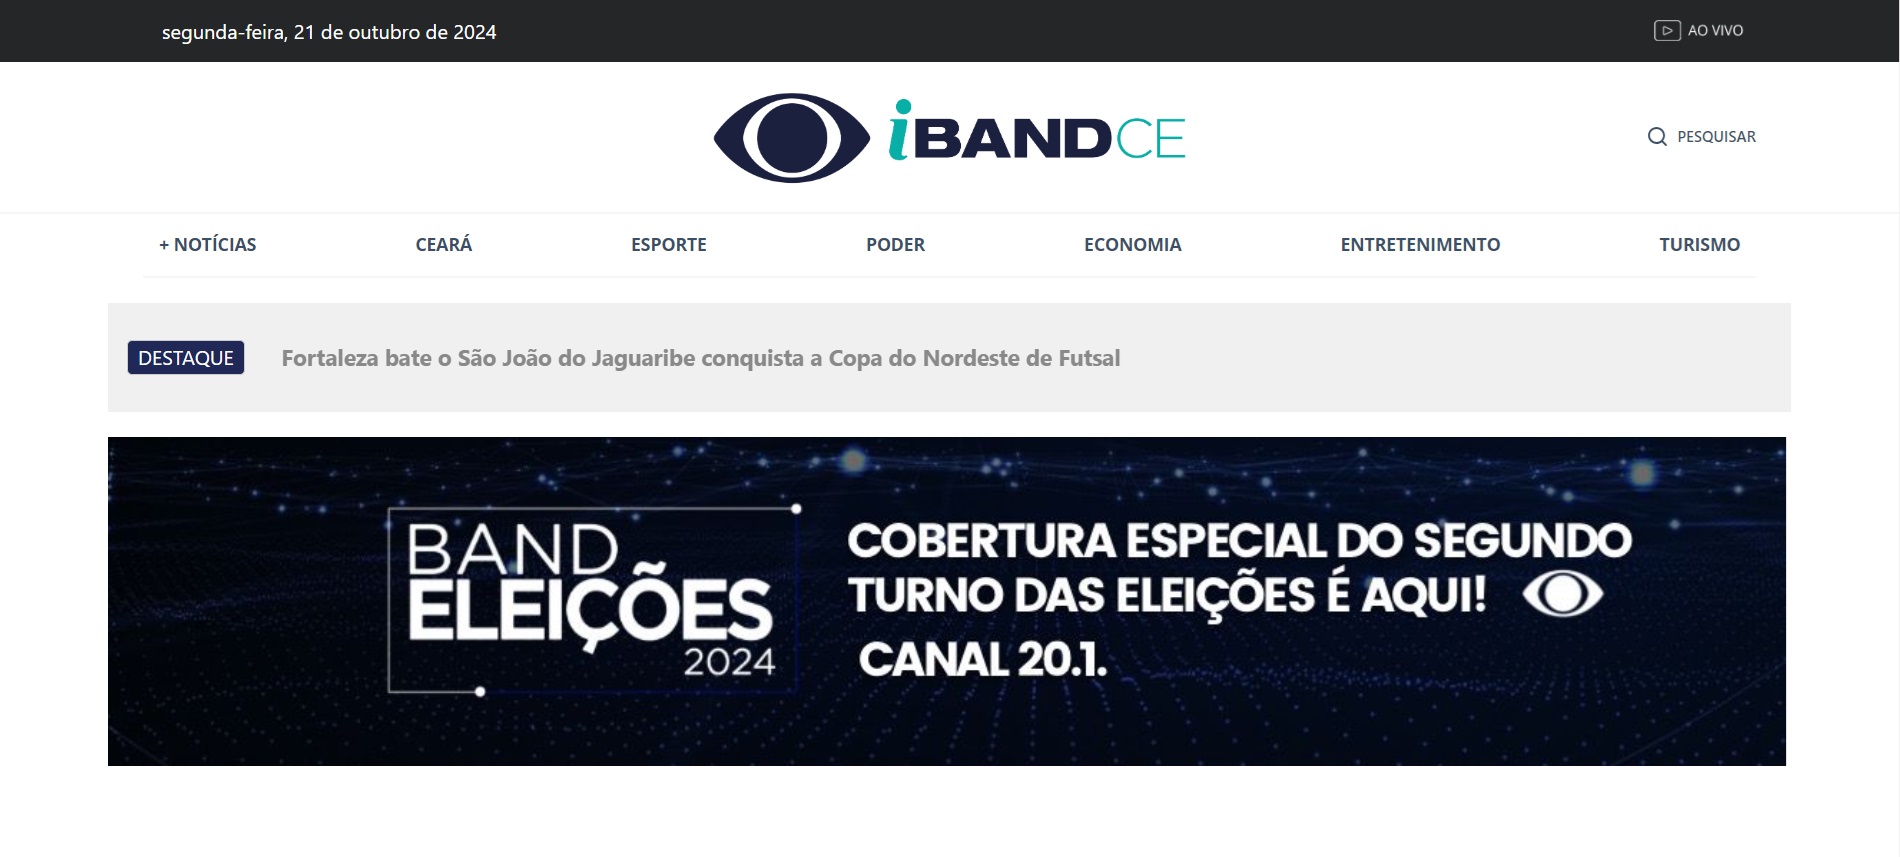 segunda-feira, 21 de outubro de 2024
AO VIVO
iBANDCE
PESQUISAR
+ NOTÍCIAS CEARÁ ESPORTE PODER ECONOMIA ENTRETENIMENTO TURISMO
DESTAQUE Fortaleza bate o São João do Jaguaribe conquista a Copa do Nordeste de Futsal
BAND
ELEIÇÕES
2024
COBERTURA ESPECIAL DO SEGUNDO
TURNO DAS ELEIÇÕES É AQUI!
CANAL 20.1.